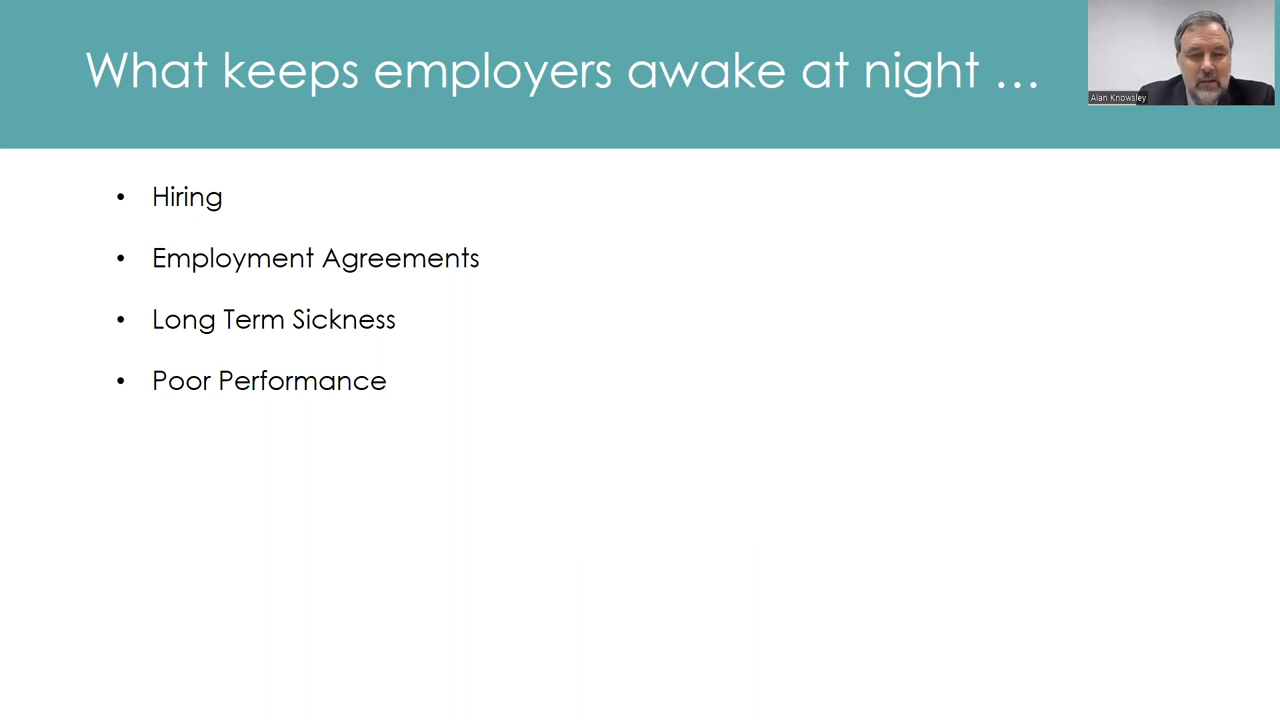 What keeps employers awake at night …
Alan Knowsley
• Hiring
• Employment Agreements
• Long Term Sickness
• Poor Performance